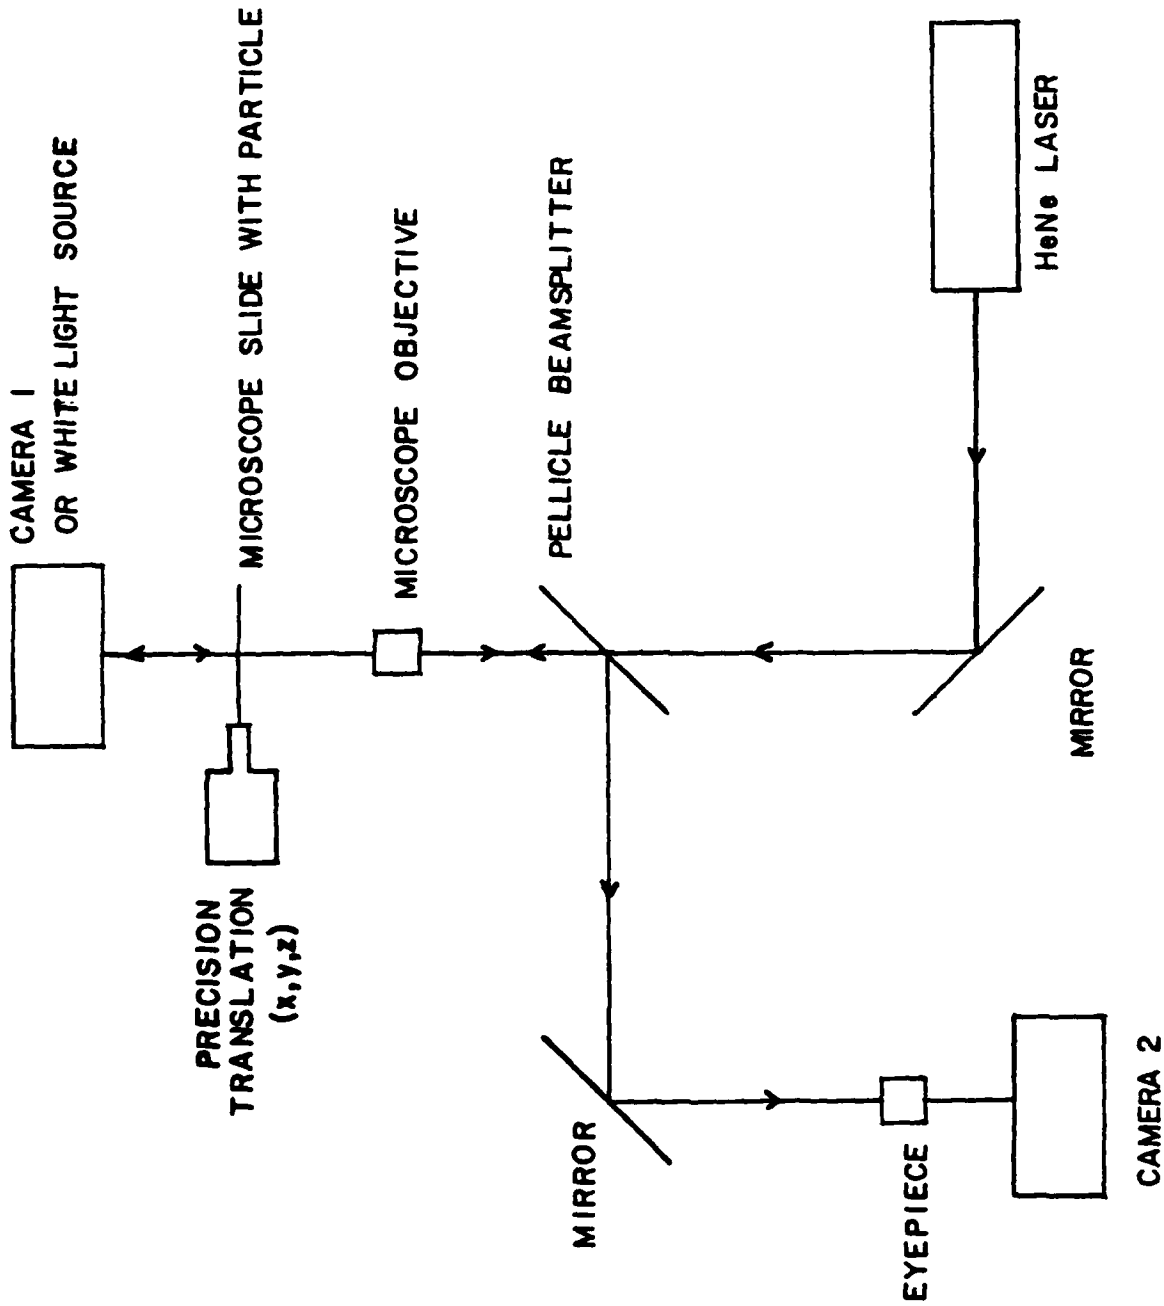 CAMERA 1
OR WHITE LIGHT SOURCE
MICROSCOPE SLIDE WITH PARTICLE
PRECISION
TRANSLATION
(x,y,z)
MICROSCOPE OBJECTIVE
PELLICLE BEAMSPLITTER
MIRROR
HeNe LASER
MIRROR
EYEPIECE
CAMERA 2